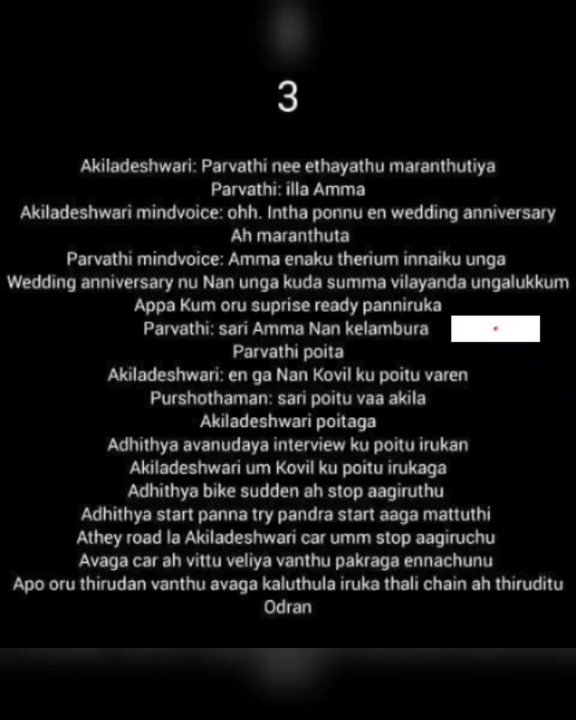 3
Akiladeshwari: Parvathi nee ethayathu maranthutiya
Parvathi: illa Amma
Akiladeshwari mindvoice: ohh. Intha ponnu en wedding anniversary
Ah maranthuta
Parvathi mindvoice: Amma enaku therium innaiku unga
Wedding anniversary nu Nan unga kuda summa vilayanda ungalukkum
Appa Kum oru suprise ready panniruka
Parvathi: sari Amma Nan kelambura
Parvathi poita
Akiladeshwari: en ga Nan Kovil ku poitu varen
Purshothaman: sari poitu vaa akila
Akiladeshwari poitaga
Adhithya avanudaya interview ku poitu irukan
Akiladeshwari um Kovil ku poitu irukaga
Adhithya bike sudden ah stop aagiruthu
Adhithya start panna try pandra start aaga mattuthi
Athey road la Akiladeshwari car umm stop aagiruchu
Avaga car ah vittu veliya vanthu pakraga ennachunu
Apo oru thirudan vanthu avaga kaluthula iruka thali chain ah thiruditu
Odran